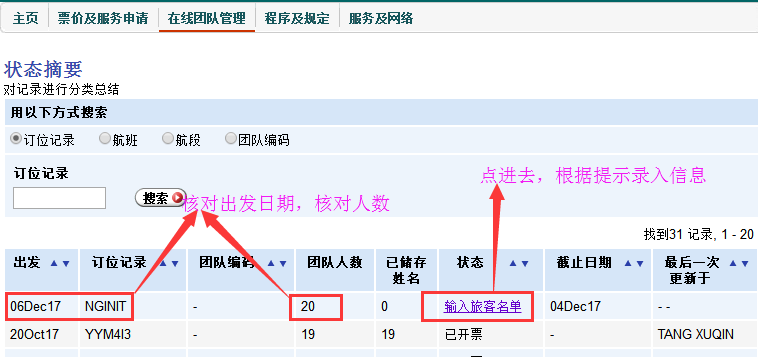 主页 票价及服务申请 在线团队管理 程序及规定 服务及网络
状态摘要
对记录进行分类总结
用以下方式搜索
订位记录 航班 航段 团队编码
订位记录
点进去，根据提示录入信息
搜索
核对出发日期，核对人数
找到31 记录, 1 - 20
出发 订位记录 团队编码 团队人数 已储存姓名 状态 截止日期 最后一次更新于
06Dec17 NGINIT - 20 0 输入旅客名单 04Dec17 - -
20Oct17 YYM4I3 - 19 19 已开票 - TANG XUQIN